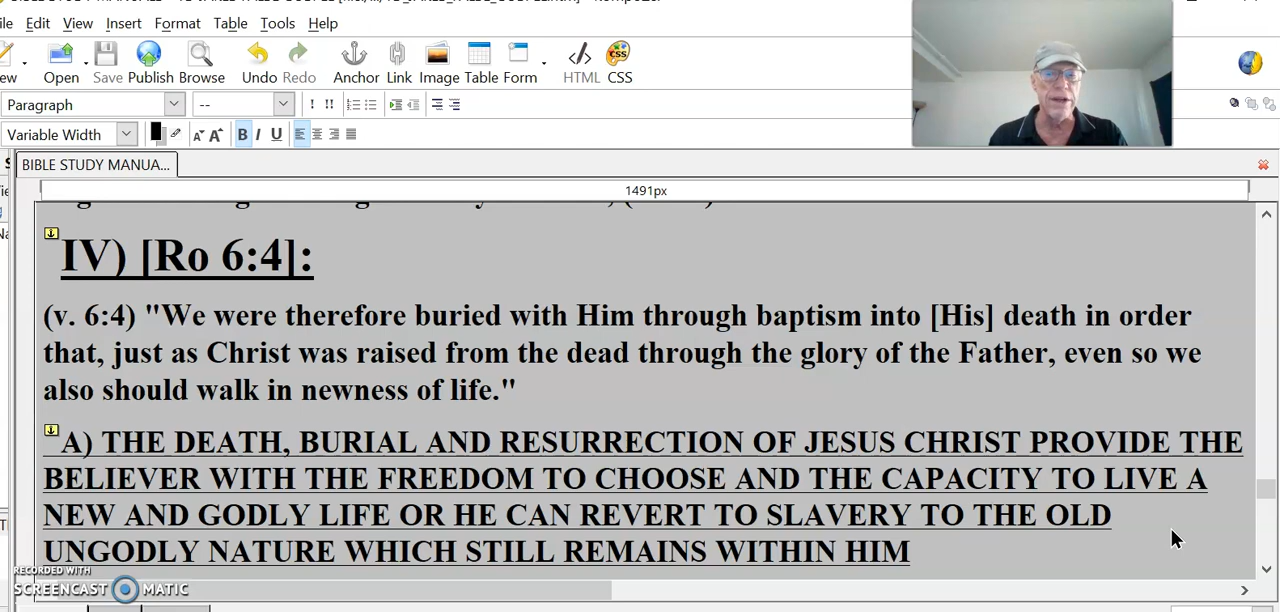 File Edit View Insert Format Table Tools Help
Open Save Publish Browse Undo Redo Anchor Link Image Table Form HTML CSS
Paragraph --
Variable Width B I U
BIBLE STUDY MANUA...
1491px
IV) [Ro 6:4]:
(v. 6:4) "We were therefore buried with Him through baptism into [His] death in order
that, just as Christ was raised from the dead through the glory of the Father, even so we
also should walk in newness of life."
A) THE DEATH, BURIAL AND RESURRECTION OF JESUS CHRIST PROVIDE THE
BELIEVER WITH THE FREEDOM TO CHOOSE AND THE CAPACITY TO LIVE A
NEW AND GODLY LIFE OR HE CAN REVERT TO SLAVERY TO THE OLD
UNGODLY NATURE WHICH STILL REMAINS WITHIN HIM
RECORDED WITH
SCREENCAST MATIC